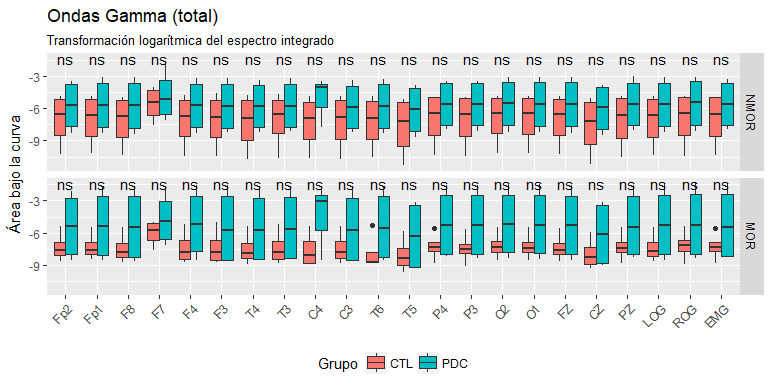 Ondas Gamma (total)
Transformación logarítmica del espectro integrado
Área bajo la curva
ns ns ns ns ns ns ns ns ns ns ns ns ns ns ns ns ns ns ns ns ns
-3
-6
-9
NMOR
ns ns ns ns ns ns ns ns ns ns ns ns ns ns ns ns ns ns ns ns ns
-3
-6
-9
MOR
Fp2 Fp1 F8 F7 F4 F3 T4 T3 C4 C3 T6 T5 P4 P3 O2 O1 FZ CZ PZ LOG ROG EMG
Grupo CTL PDC